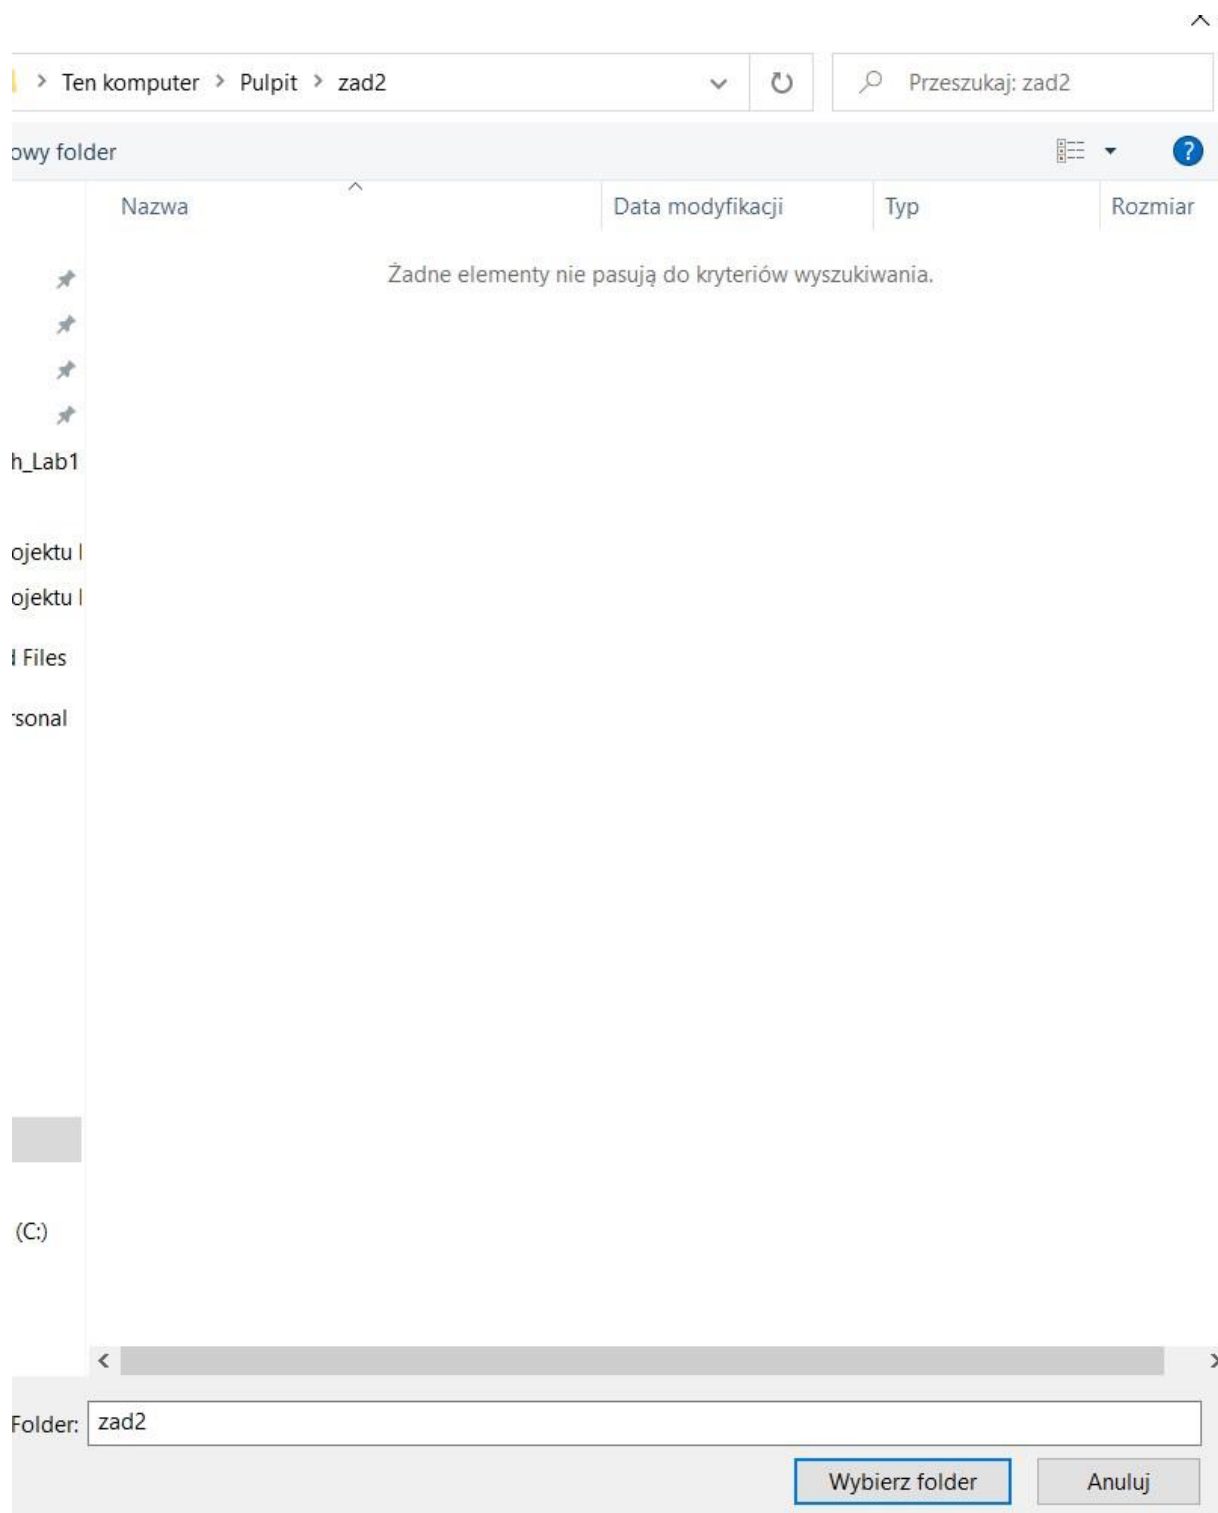 Ten komputer > Pulpit > zad2
Przeszukaj: zad2
owy folder
?
Nazwa Data modyfikacji Typ Rozmiar
Żadne elementy nie pasują do kryteriów wyszukiwania.
h_Lab1
ojektu
ojektu
Files
rsonal
(C:)
Folder: zad2
Wybierz folder Anuluj